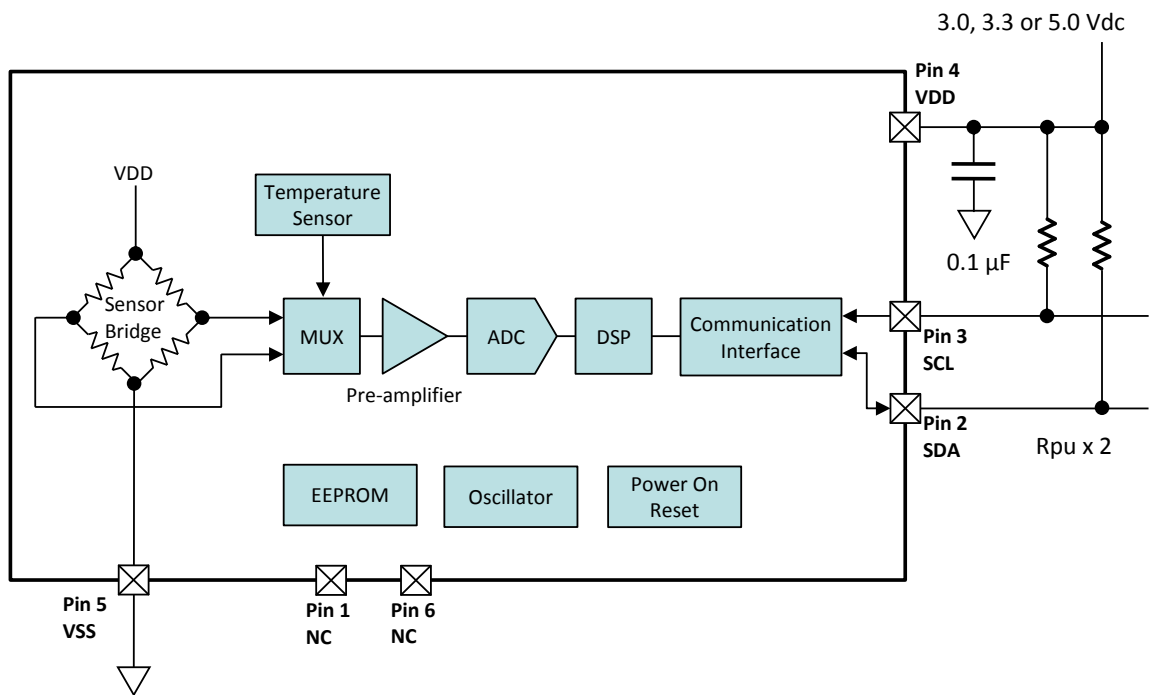 3.0, 3.3 or 5.0 Vdc
Pin 4
VDD
VDD
Temperature
Sensor
0.1 µF
Sensor
Bridge
MUX
ADC
DSP
Communication
Interface
Pin 3
SCL
Pre-amplifier
Pin 2
SDA
Rpu x 2
EEPROM
Oscillator
Power On
Reset
Pin 5
VSS
Pin 1
NC
Pin 6
NC